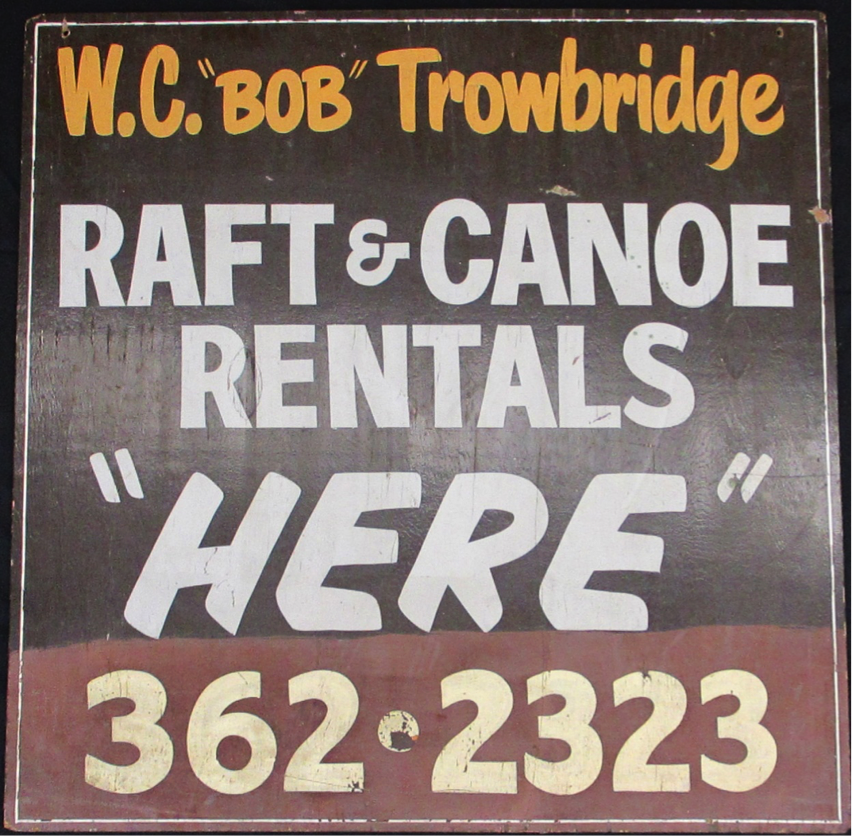 W.C. "BOB" Trowbridge
RAFT & CANOE
RENTALS
"HERE"
362•2323